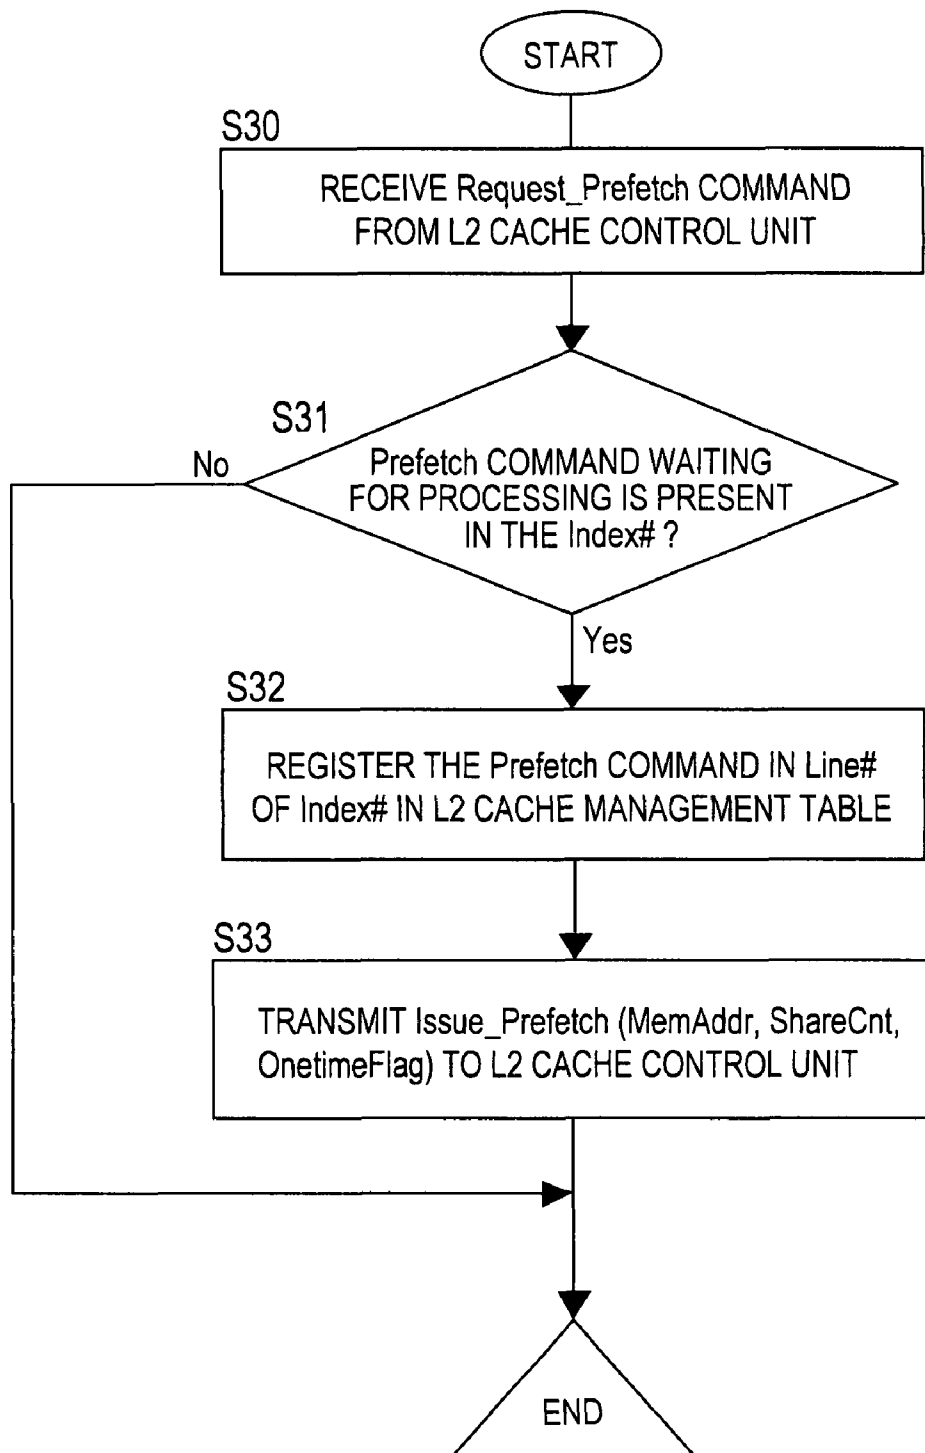 START
S30
RECEIVE Request_Prefetch COMMAND
FROM L2 CACHE CONTROL UNIT
S31
No
Prefetch COMMAND WAITING
FOR PROCESSING IS PRESENT
IN THE Index# ?
Yes
S32
REGISTER THE Prefetch COMMAND IN Line#
OF Index# IN L2 CACHE MANAGEMENT TABLE
S33
TRANSMIT Issue_Prefetch (MemAddr, ShareCnt,
OnetimeFlag) TO L2 CACHE CONTROL UNIT
END